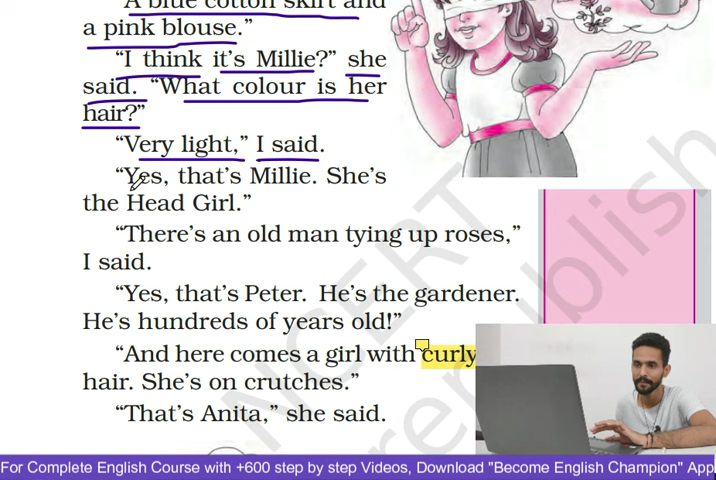 “A blue cotton skirt and
a pink blouse.”
“I think it’s Millie?” she
said. “What colour is her
hair?”
“Very light,” I said.
“Yes, that’s Millie. She’s
the Head Girl.”
“There’s an old man tying up roses,”
I said.
“Yes, that’s Peter. He’s the gardener.
He’s hundreds of years old!”
“And here comes a girl with curly
hair. She’s on crutches.”
“That’s Anita,” she said.
NCERT
republish
For Complete English Course with +600 step by step Videos, Download "Become English Champion" App